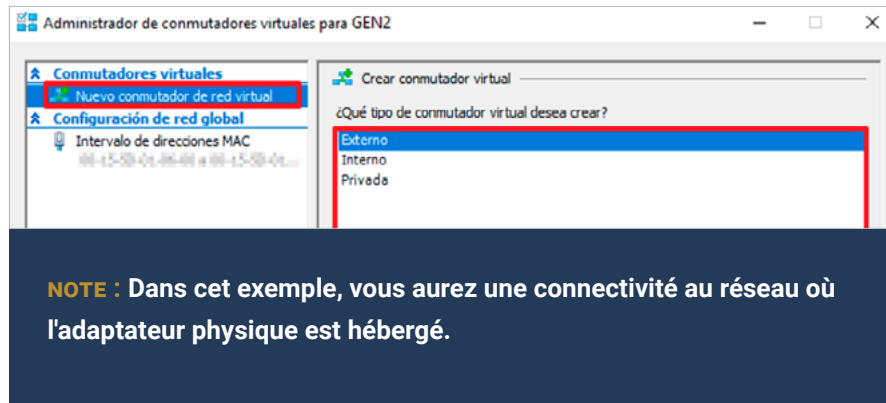 Administrador de conmutadores virtuales para GEN2
Conmutadores virtuales
Nuevo conmutador de red virtual
Configuración de red global
Intervalo de direcciones MAC
Crear conmutador virtual
¿Qué tipo de conmutador virtual desea crear?
Externo
Interno
Privada
NOTE : Dans cet exemple, vous aurez une connectivité au réseau où
l'adaptateur physique est hébergé.